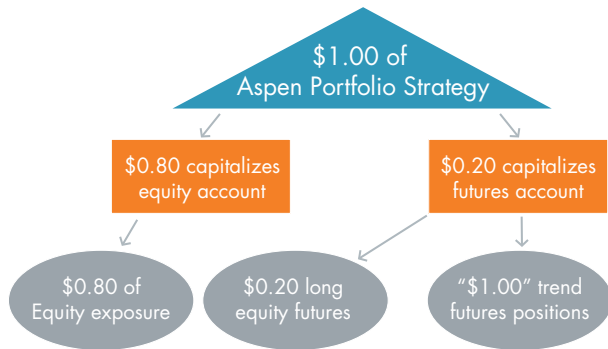 $1.00 of
Aspen Portfolio Strategy
$0.80 capitalizes
equity account
$0.20 capitalizes
futures account
$0.80 of
Equity exposure
$0.20 long
equity futures
“$1.00” trend
futures positions